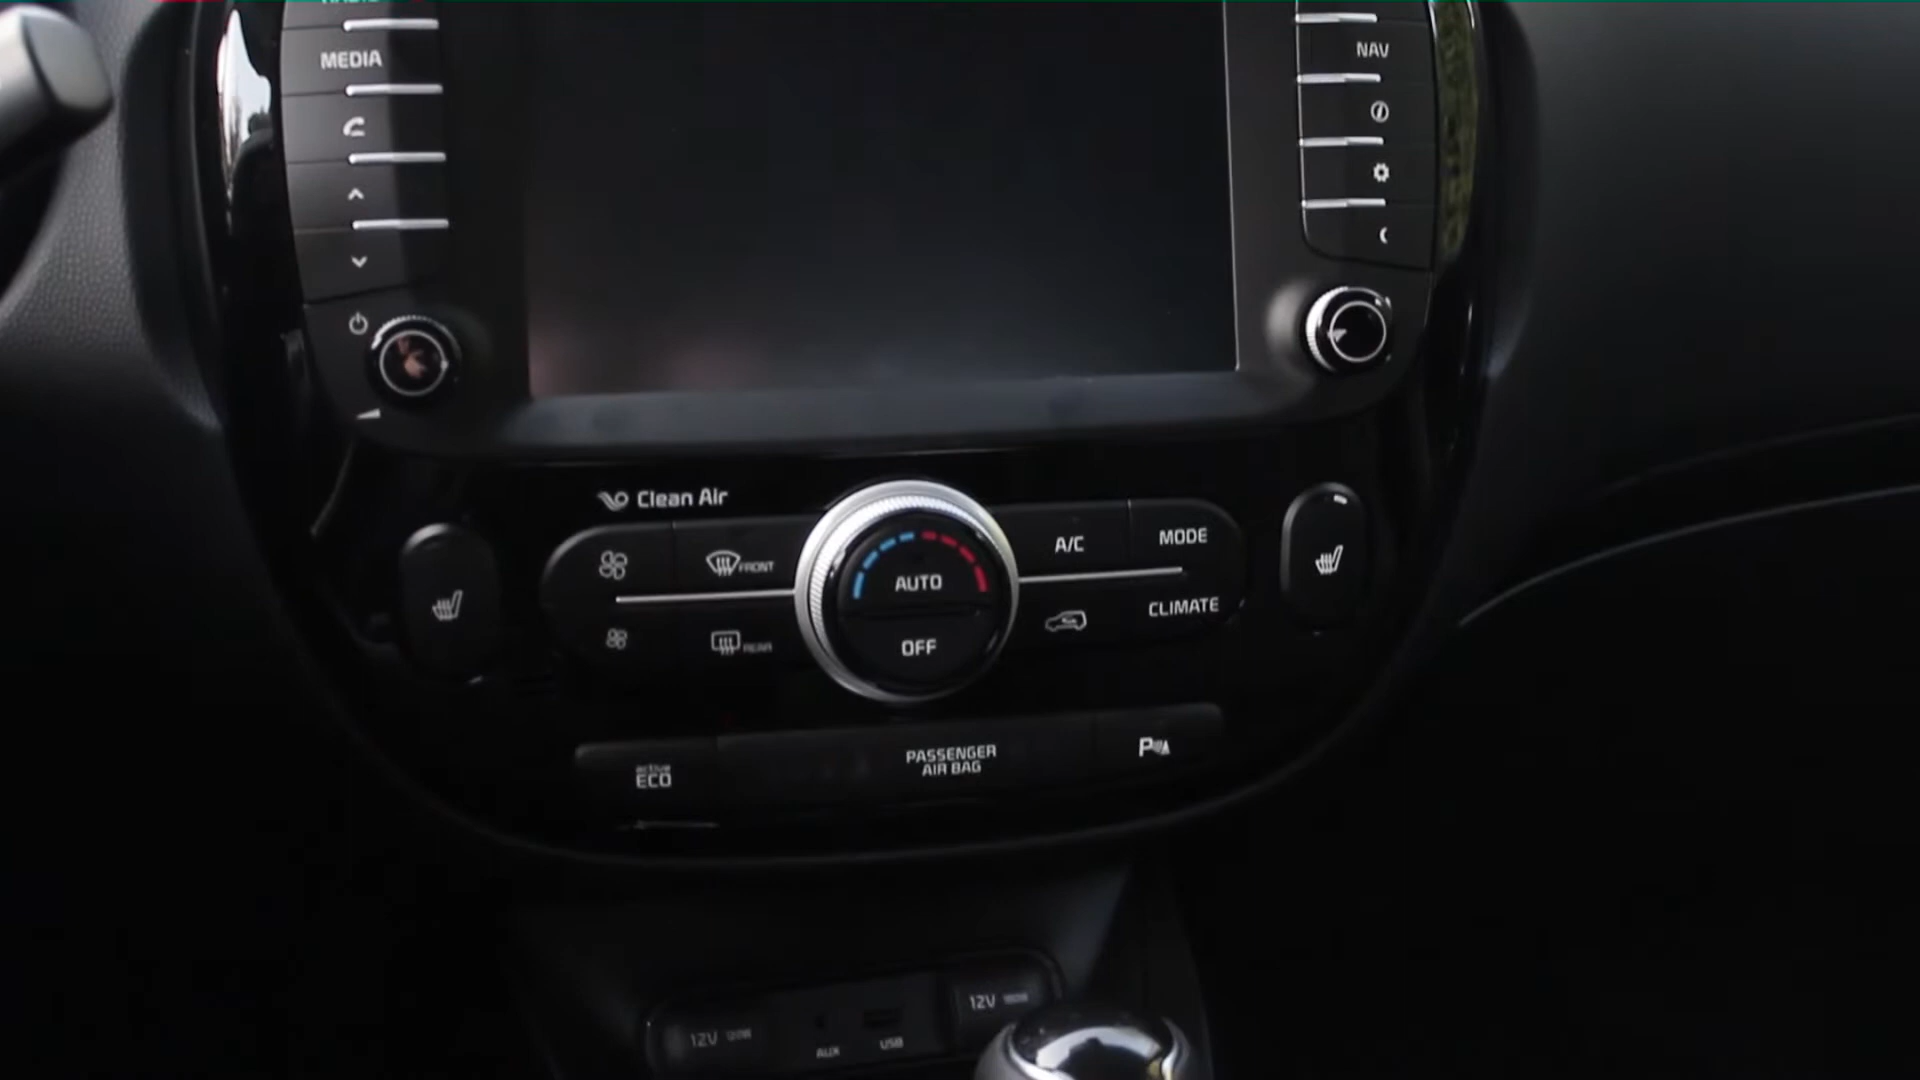 MEDIA
NAV
Clean Air
FRONT
A/C
MODE
AUTO
CLIMATE
REAR
OFF
active
ECO
PASSENGER
AIR BAG
P
12V
12V
AUX
USB